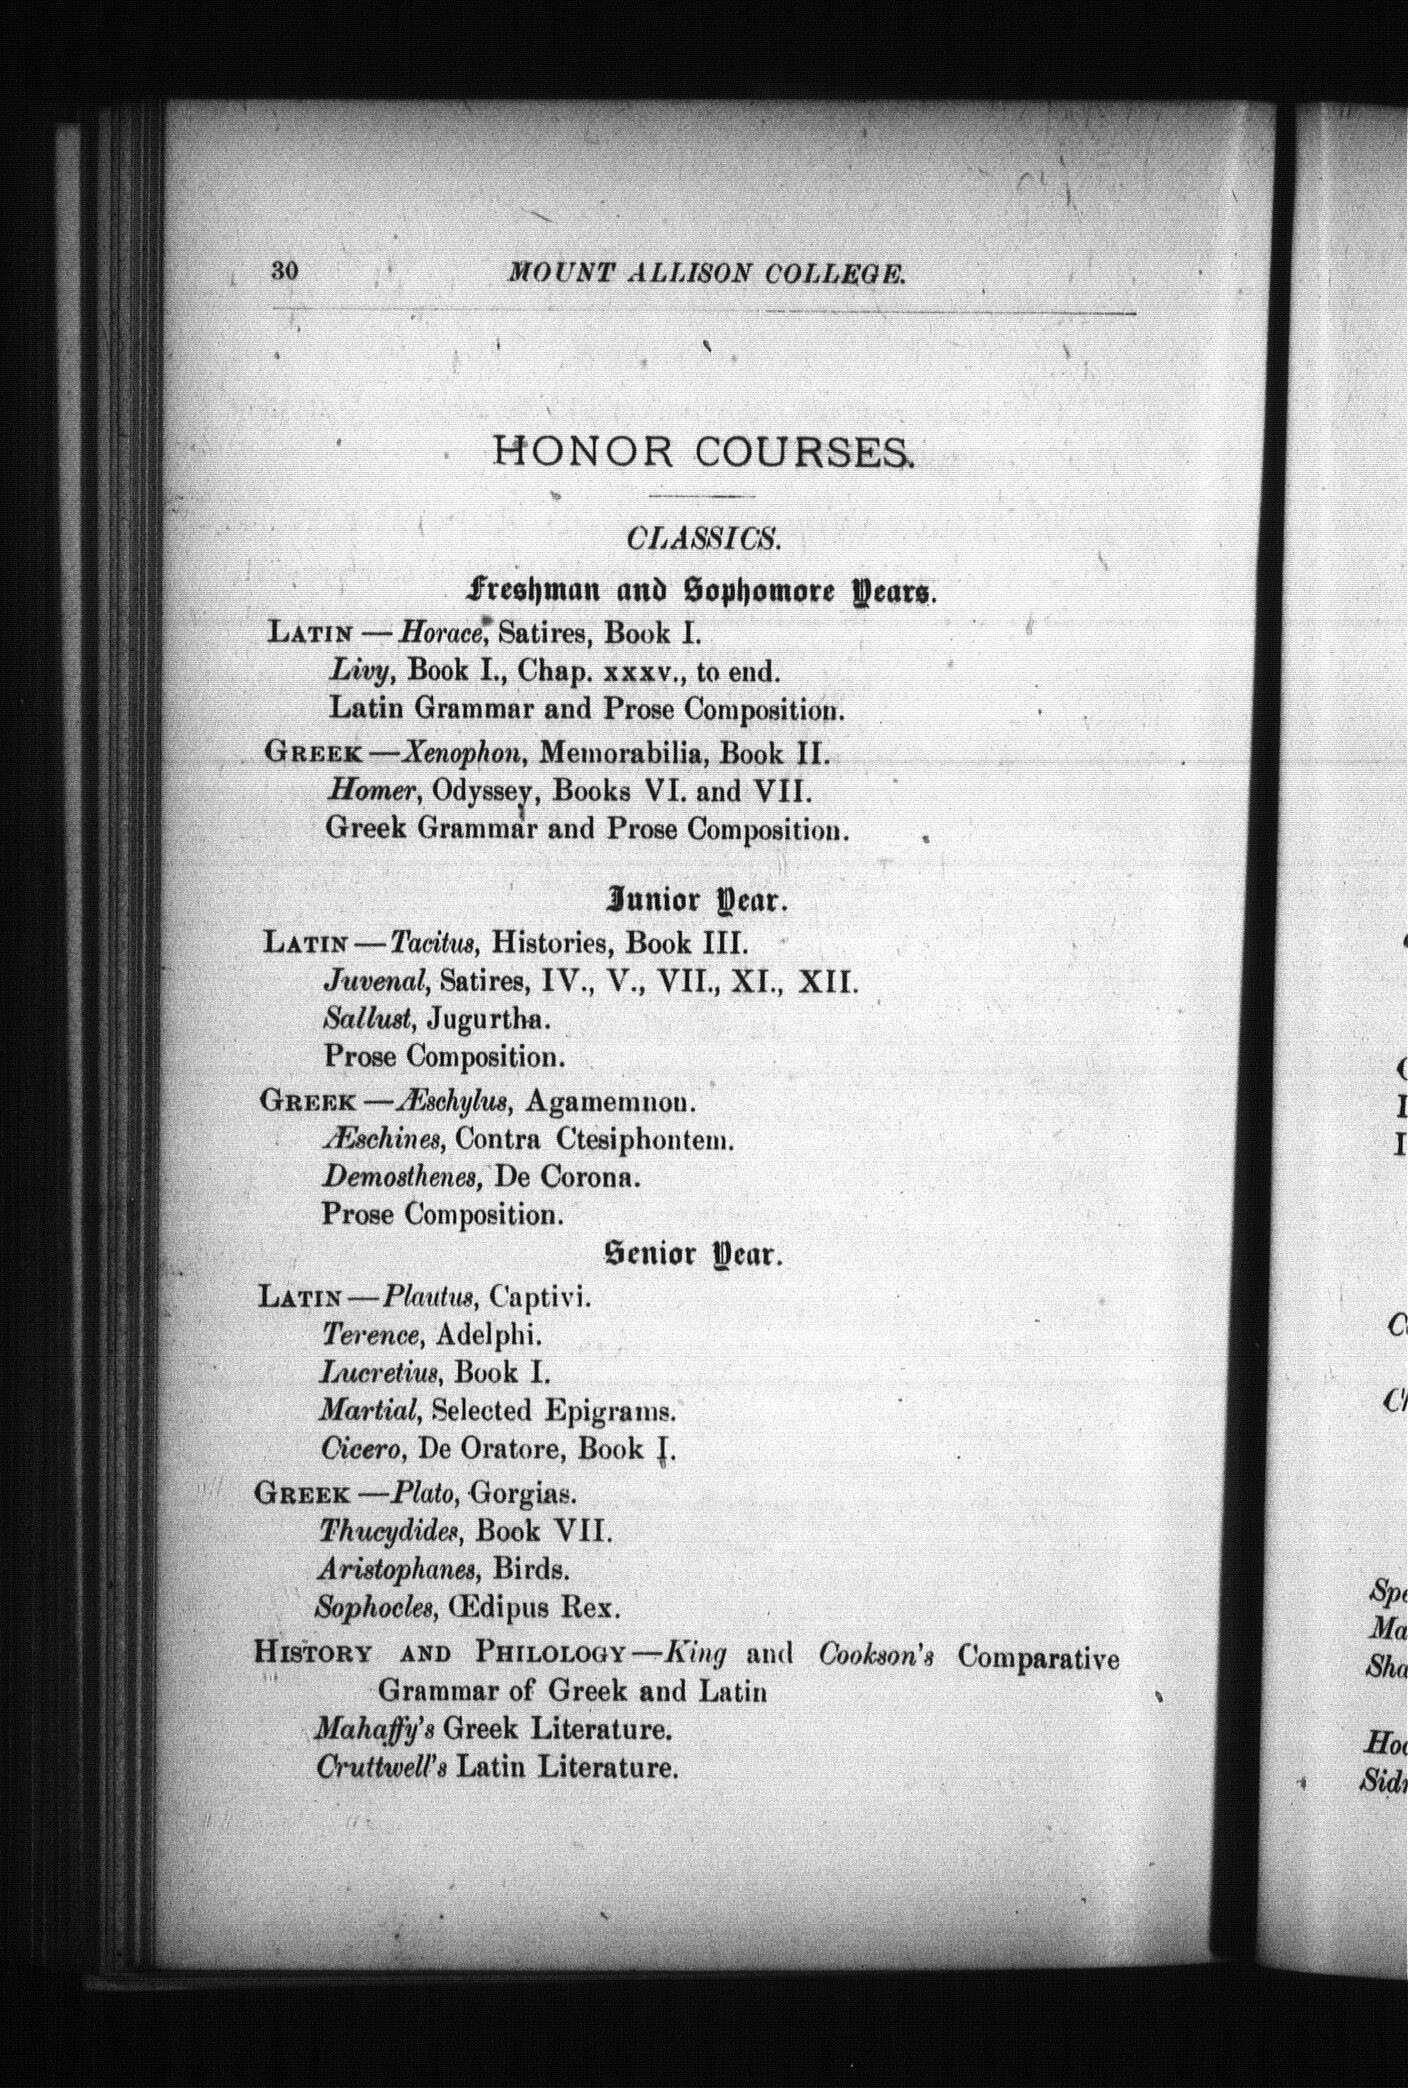 30 MOUNT ALLISON COLLEGE.
HONOR COURSES.
CLASSICS.
Freshman and Sophomore Years.
LATIN — Horace, Satires, Book I.
Livy, Book I., Chap. xxxv., to end.
Latin Grammar and Prose Composition.
GREEK — Xenophon, Memorabilia, Book II.
Homer, Odyssey, Books VI. and VII.
Greek Grammar and Prose Composition.
Junior Year.
LATIN — Tacitus, Histories, Book III.
Juvenal, Satires, IV., V., VII., XI., XII.
Sallust, Jugurtha.
Prose Composition.
GREEK — Æschylus, Agamemnon.
Æschines, Contra Ctesiphontem.
Demosthenes, De Corona.
Prose Composition.
Senior Year.
LATIN — Plautus, Captivi.
Terence, Adelphi.
Lucretius, Book I.
Martial, Selected Epigrams.
Cicero, De Oratore, Book I.
GREEK — Plato, Gorgias.
Thucydides, Book VII.
Aristophanes, Birds.
Sophocles, Œdipus Rex.
HISTORY AND PHILOLOGY — King and Cookson's Comparative
Grammar of Greek and Latin
Mahaffy's Greek Literature.
Cruttwell's Latin Literature.